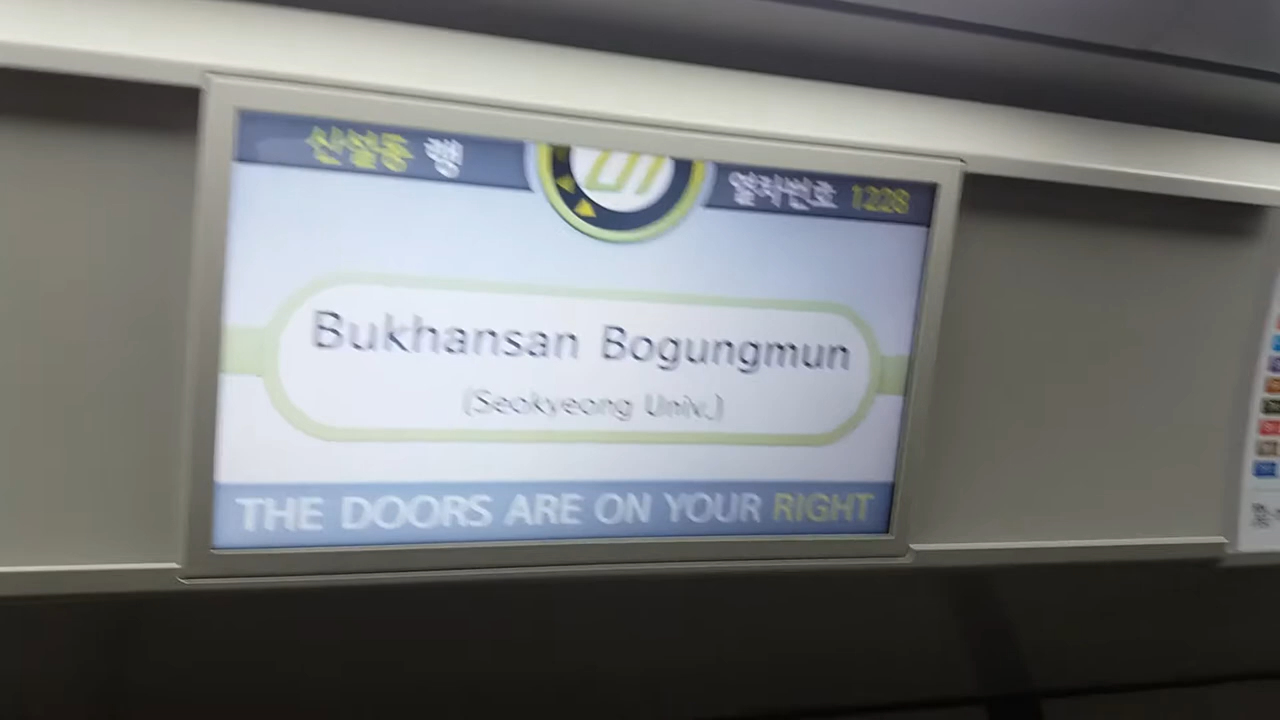 신설동 행
열차번호 1228
Bukhansan Bogungmun
(Seokyeong Univ.)
THE DOORS ARE ON YOUR RIGHT